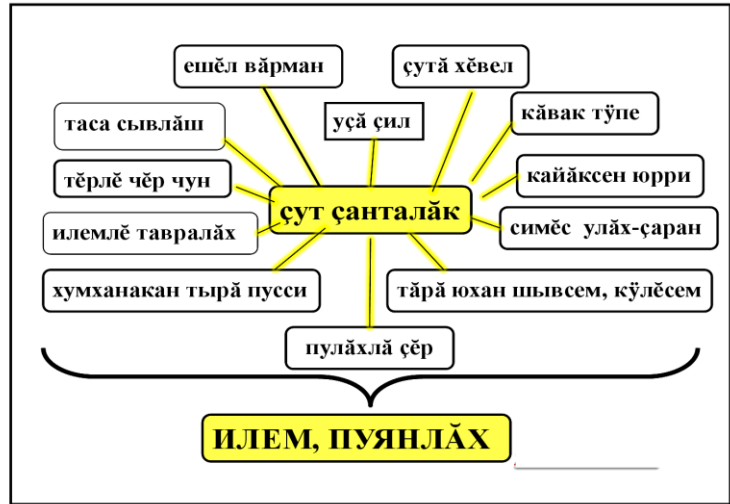 ешӗл вӑрман
ҫутӑ хӗвел
таса сывлӑш
уҫӑ ҫил
кӑвак тӳпе
тӗрлӗ чӗр чун
кайӑксен юрри
ҫут ҫанталӑк
илемлӗ тавралӑх
симӗс улӑх-ҫаран
хумханакан тырӑ пусси
тӑрӑ юхан шывсем, кӳлӗсем
пулӑхлӑ ҫӗр
ИЛЕМ, ПУЯНЛӐХ